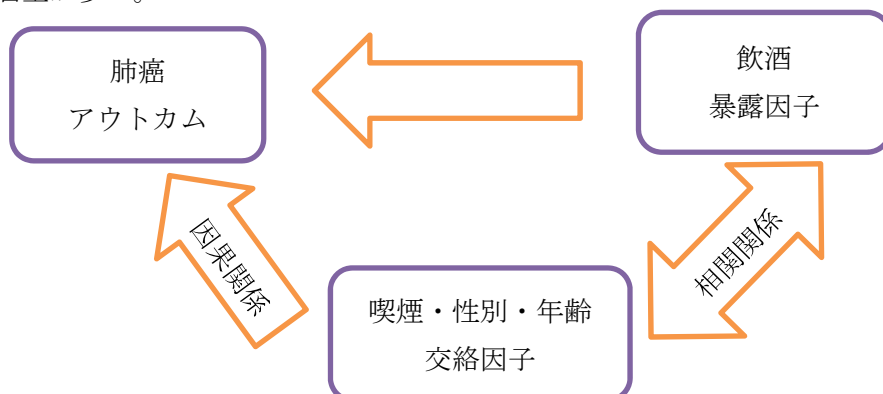 肺癌
アウトカム
飲酒
暴露因子
因果関係
相関関係
喫煙・性別・年齢
交絡因子